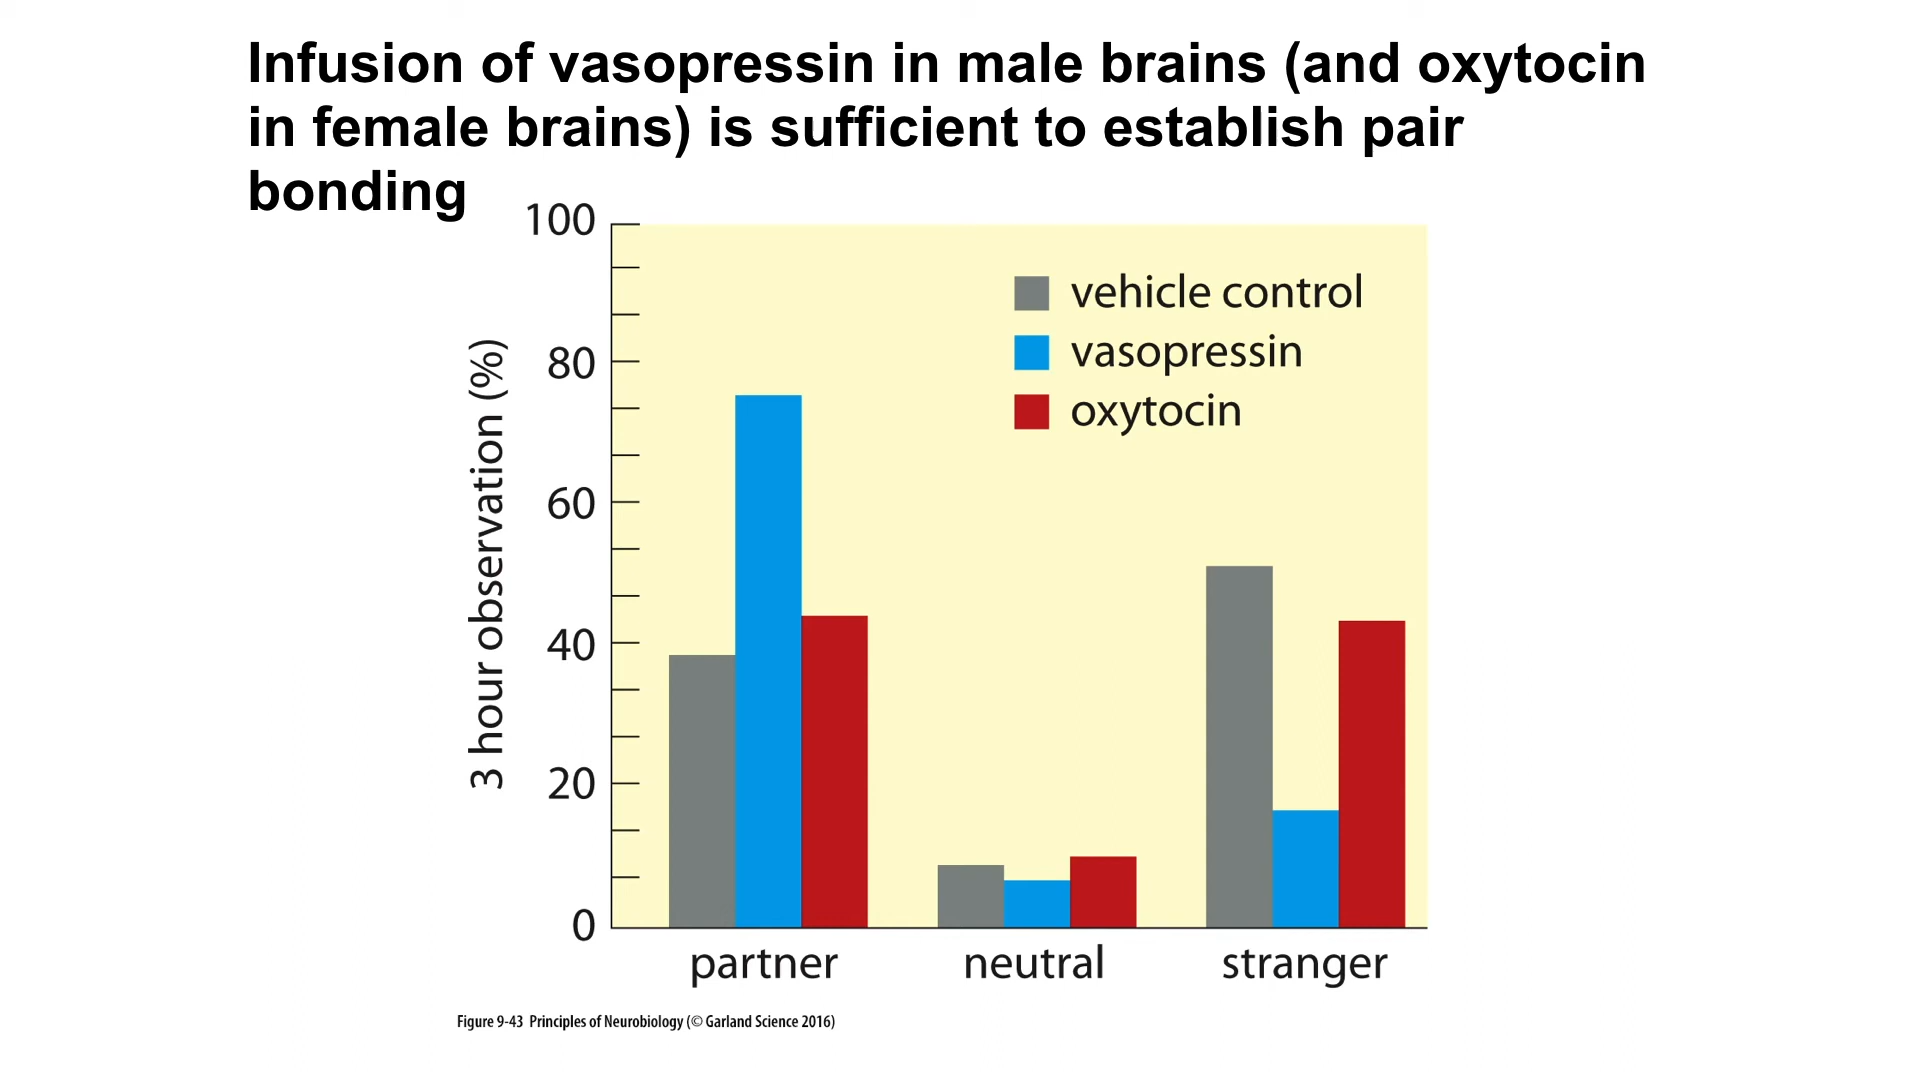 Infusion of vasopressin in male brains (and oxytocin
in female brains) is sufficient to establish pair
bonding
100
80
60
40
20
0
3 hour observation (%)
vehicle control
vasopressin
oxytocin
partner
neutral
stranger
Figure 9-43 Principles of Neurobiology (© Garland Science 2016)